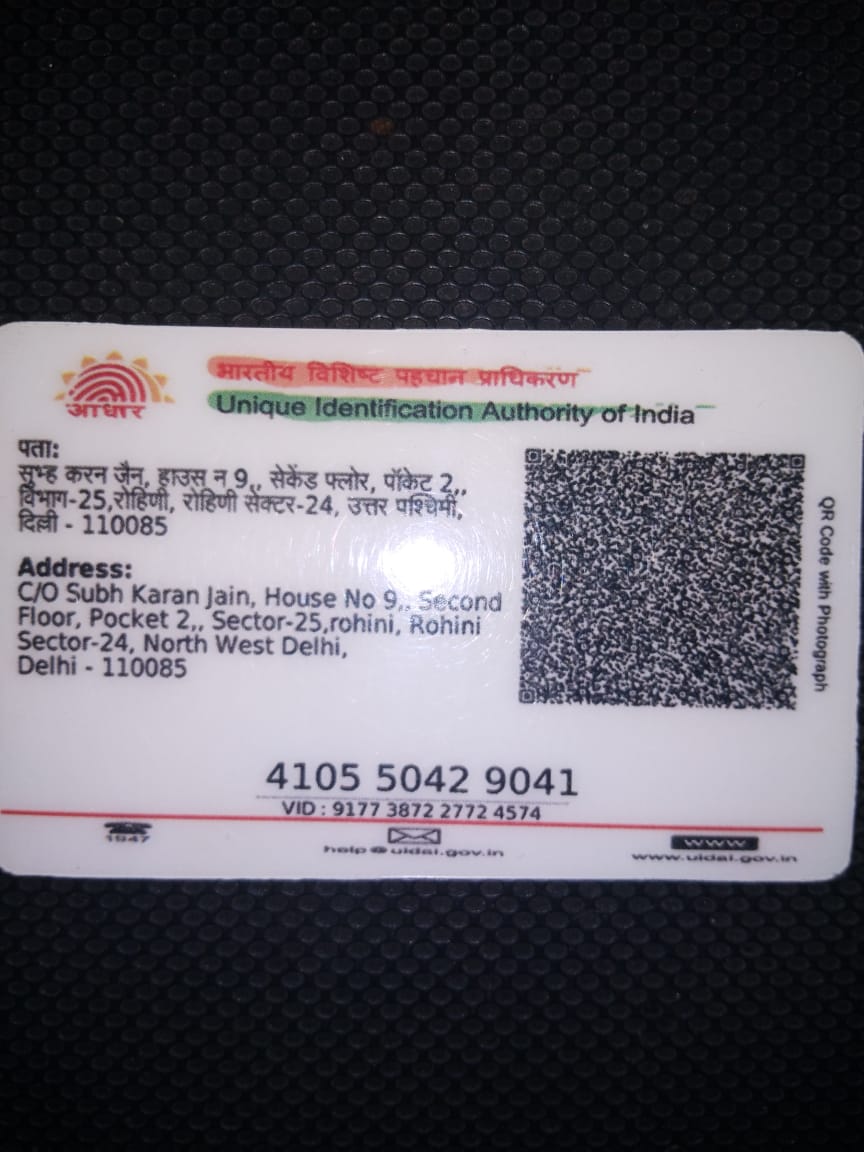 आधार
भारतीय विशिष्ट पहचान प्राधिकरण
Unique Identification Authority of India
पता:
सुभ्ह करन जैन, हाउस न 9,, सेकेंड फ्लोर, पॉकेट 2,,
विभाग-25,रोहिणी, रोहिणी सेक्टर-24, उत्तर पश्चिमी,
दिल्ली - 110085
Address:
C/O Subh Karan Jain, House No 9,, Second
Floor, Pocket 2,, Sector-25,rohini, Rohini
Sector-24, North West Delhi,
Delhi - 110085
QR Code with Photograph
4105 5042 9041
VID : 9177 3872 2772 4574
1947
help@uidai.gov.in
www
www.uidai.gov.in